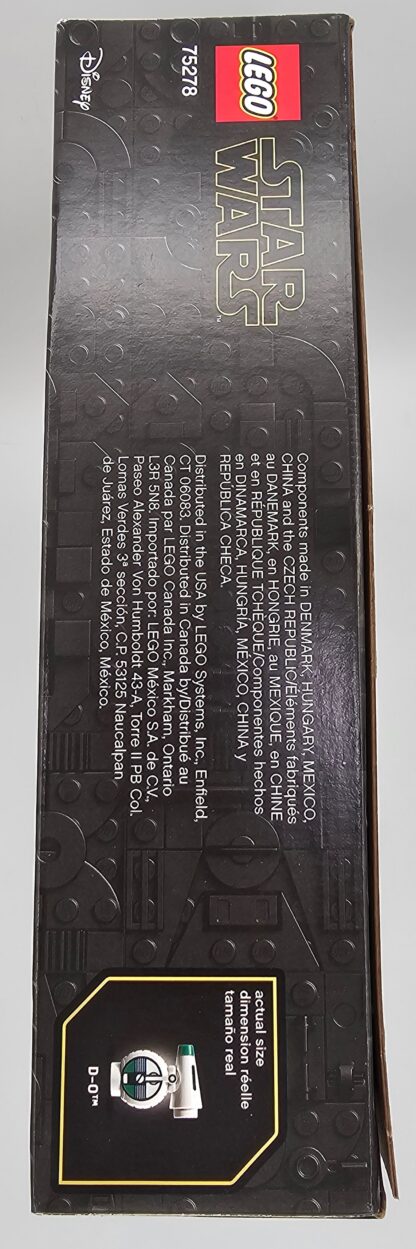 LEGO
STAR
WARS™
75278
Disney
Components made in DENMARK, HUNGARY, MEXICO,
CHINA and the CZECH REPUBLIC/Éléments fabriqués
au DANEMARK, en HONGRIE, au MEXIQUE, en CHINE
et en RÉPUBLIQUE TCHÈQUE/Componentes hechos
en DINAMARCA, HUNGRÍA, MÉXICO, CHINA y
REPÚBLICA CHECA.
Distributed in the USA by LEGO Systems, Inc., Enfield,
CT 06083. Distributed in Canada by/Distribué au
Canada par LEGO Canada Inc., Markham, Ontario
L3R 5N8. Importado por: LEGO México S.A. de C.V.,
Paseo Alexander Von Humboldt 43-A, Torre II PB Col.
Lomas Verdes 3ª sección, C.P. 53125 Naucalpan
de Juárez, Estado de México, México.
actual size
dimension réelle
tamaño real
D-O™